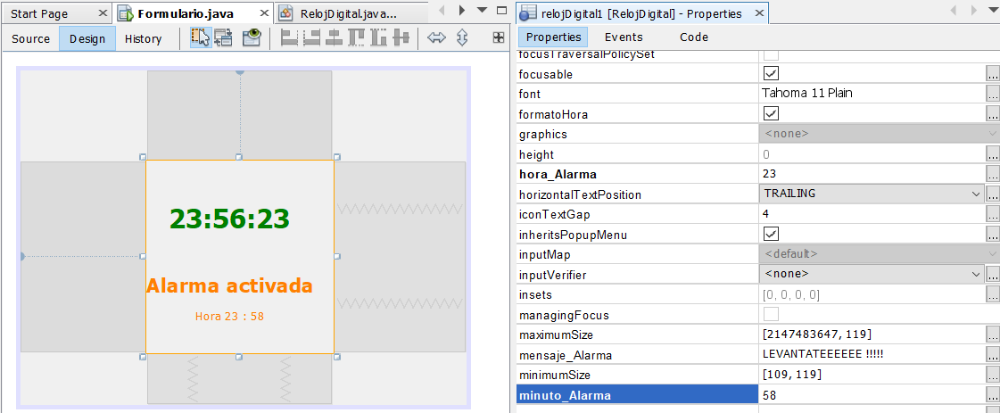 Start Page
Formulario.java
RelojDigital.java...
Source
Design
History
23:56:23
Alarma activada
Hora 23 : 58
relojDigital1 [RelojDigital] - Properties
Properties
Events
Code
focusTraversalPolicySet
focusable
font Tahoma 11 Plain ...
formatoHora
graphics <none>
height 0
hora_Alarma 23
horizontalTextPosition TRAILING
iconTextGap 4
inheritsPopupMenu
inputMap <default>
inputVerifier <none>
insets [0, 0, 0, 0]
managingFocus
maximumSize [2147483647, 119]
mensaje_Alarma LEVANTATEEEEEE !!!!!
minimumSize [109, 119]
minuto_Alarma 58